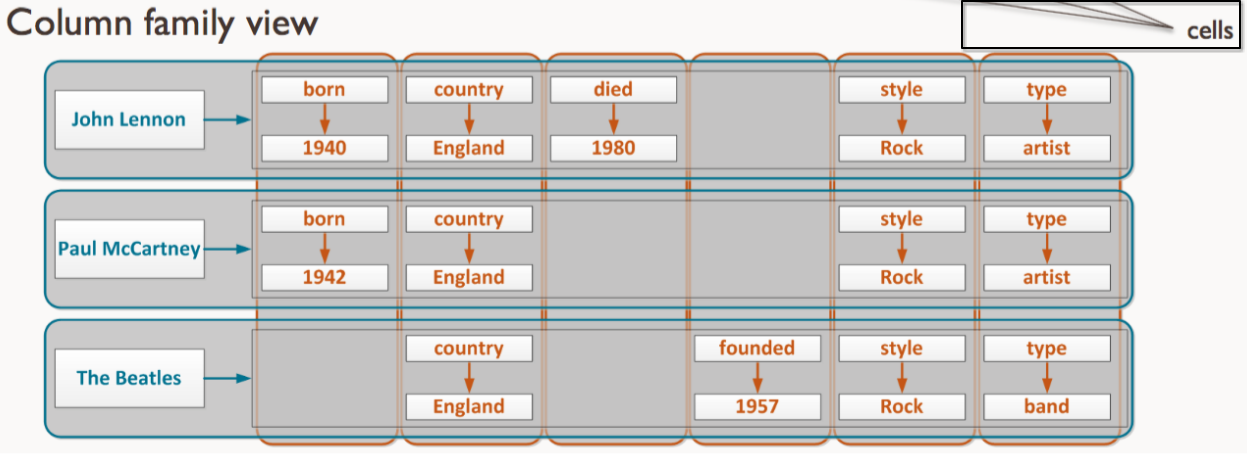 Column family view
cells
born country died style type
John Lennon
1940 England 1980 Rock artist
born country style type
Paul McCartney
1942 England Rock artist
country founded style type
The Beatles
England 1957 Rock band